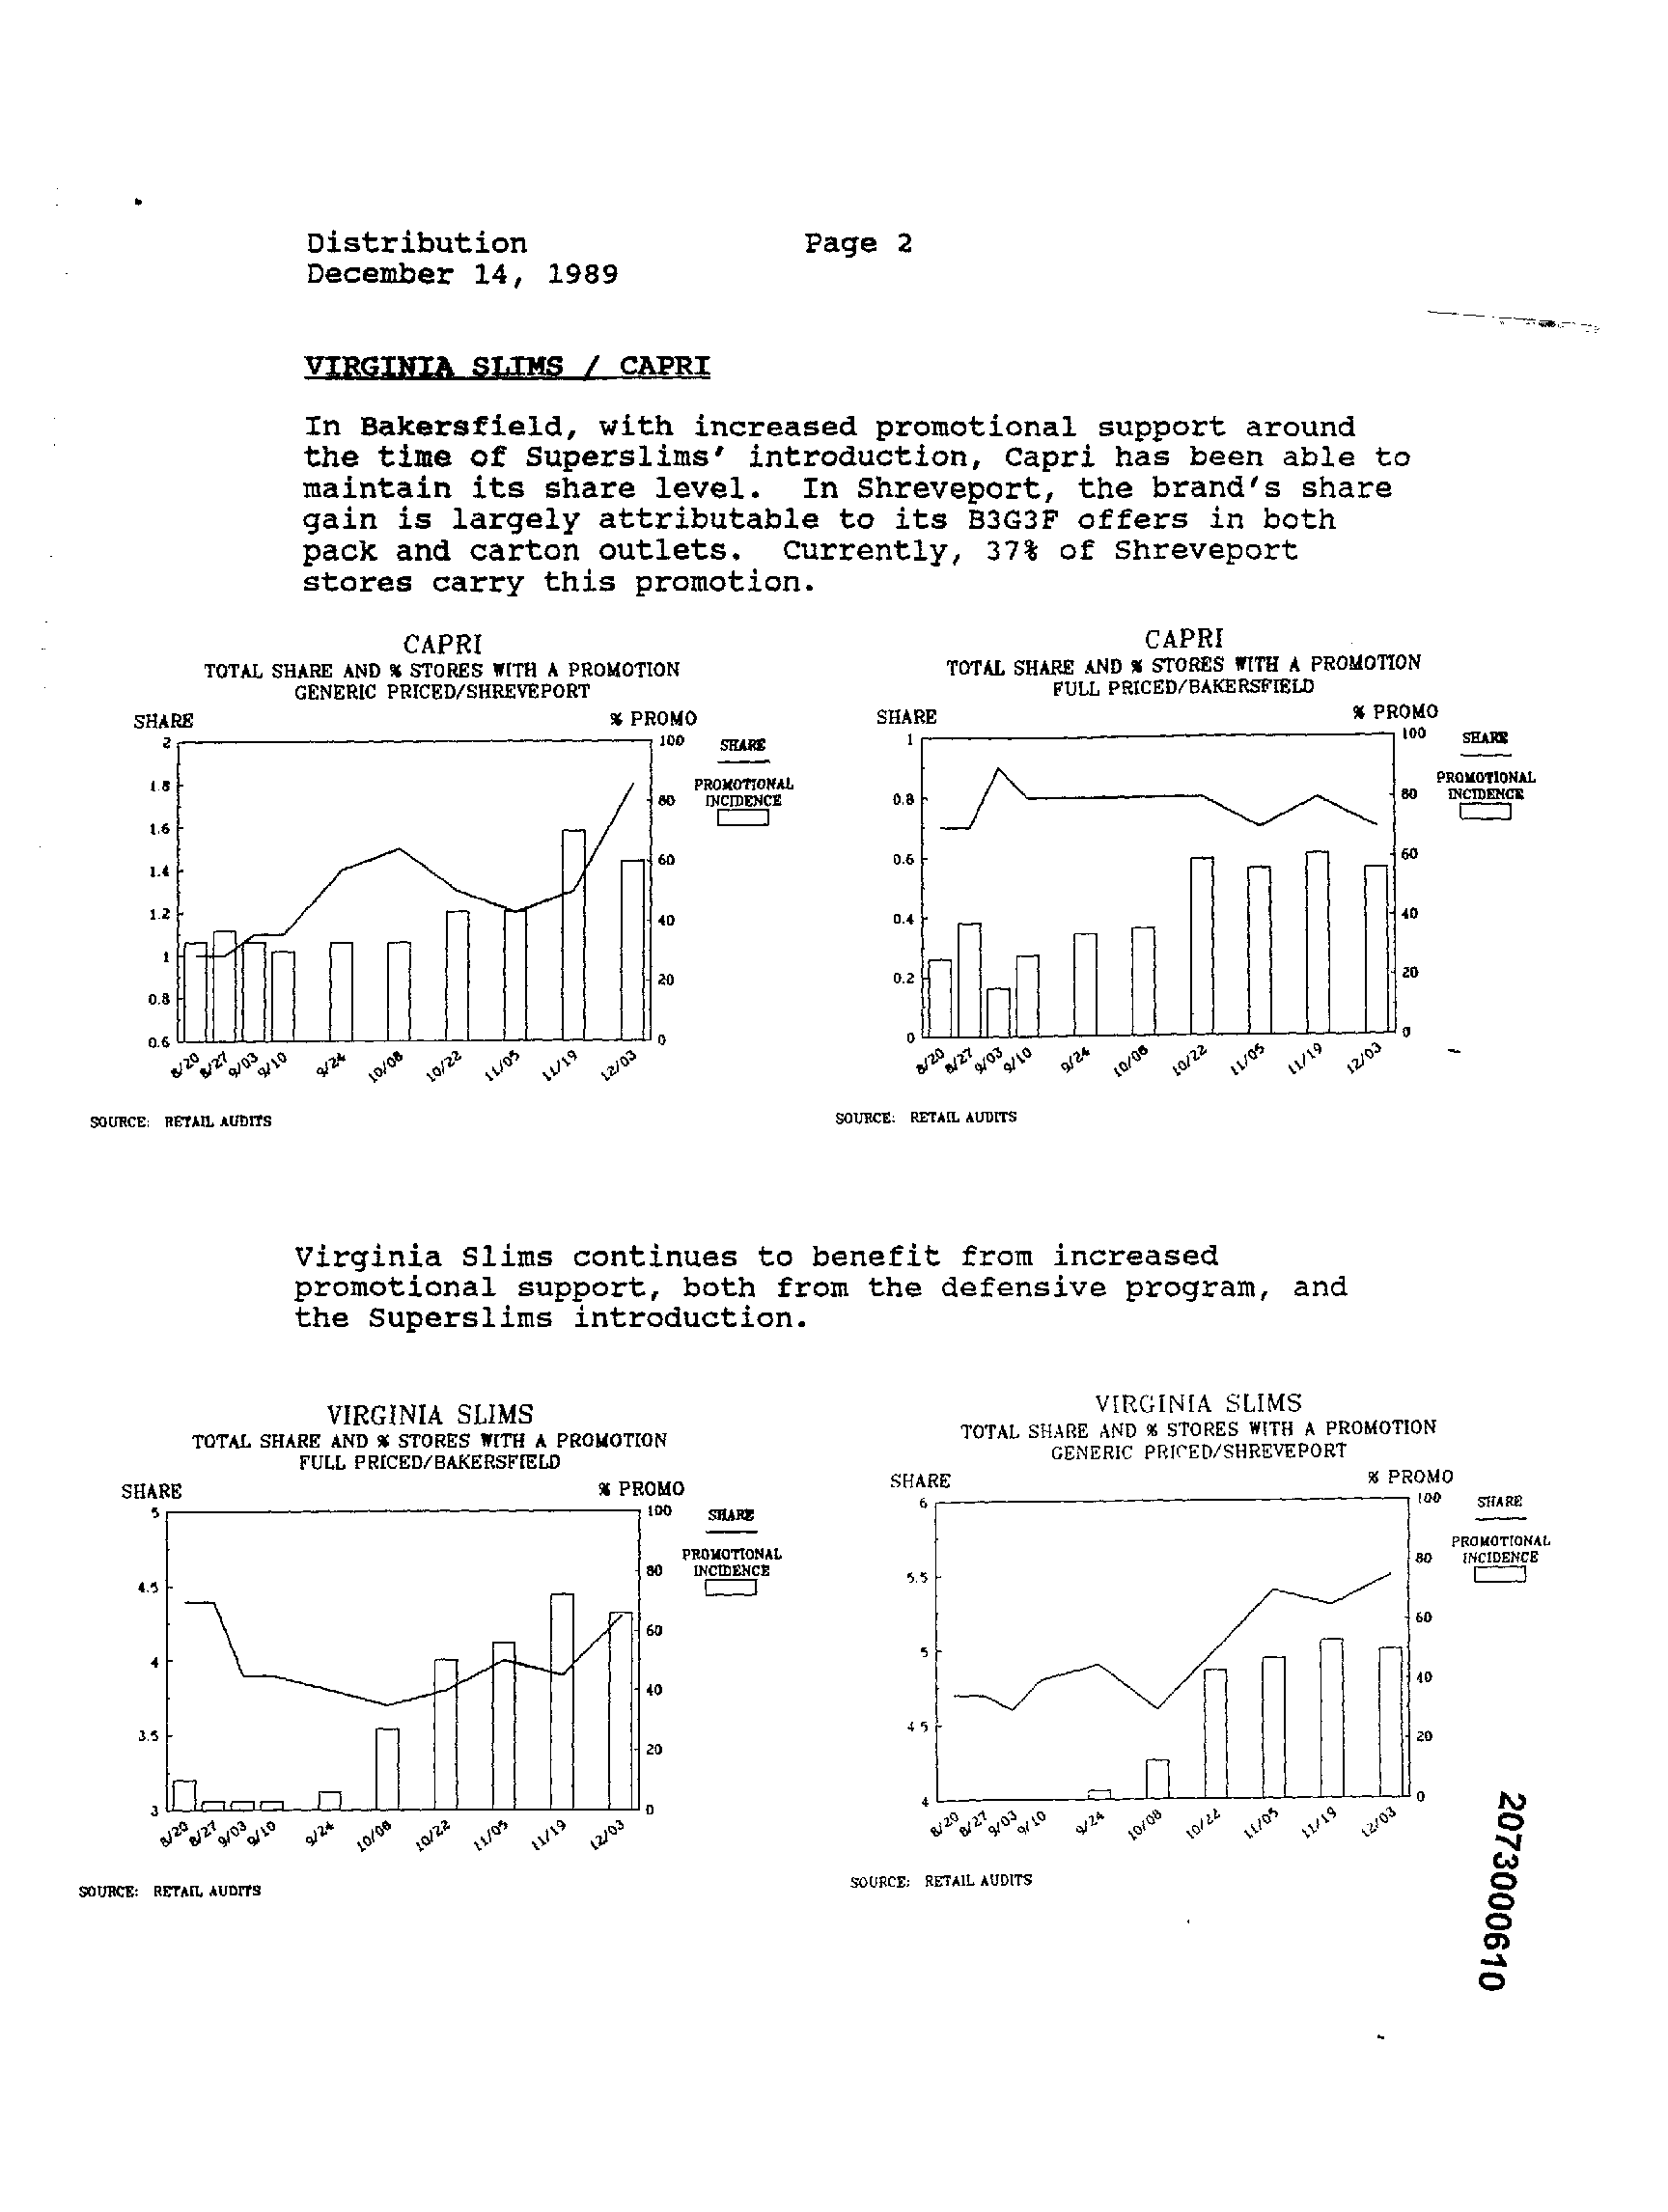 Distribution Page 2
December 14, 1989
VIRGINIA SLIMS / CAPRI
In Bakersfield, with increased promotional support around
the time of Superslims' introduction, Capri has been able to
maintain its share level. In Shreveport, the brand's share
gain is largely attributable to its B3G3F offers in both
pack and carton outlets. Currently, 37% of Shreveport
stores carry this promotion.
CAPRI
TOTAL SHARE AND % STORES WITH A PROMOTION
GENERIC PRICED/SHREVEPORT
SHARE % PROMO
2 1.8 1.6 1.4 1.2 1 0.8 0.6
100 80 60 40 20 0
SHARE
PROMOTIONAL
INCIDENCE
8/20 8/27 9/03 9/10 9/24 10/08 10/22 11/05 11/19 12/03
SOURCE: RETAIL AUDITS
CAPRI
TOTAL SHARE AND % STORES WITH A PROMOTION
FULL PRICED/BAKERSFIELD
SHARE % PROMO
1 0.8 0.6 0.4 0.2 0
100 80 60 40 20 0
SHARE
PROMOTIONAL
INCIDENCE
8/20 8/27 9/03 9/10 9/24 10/08 10/22 11/05 11/19 12/03
SOURCE: RETAIL AUDITS
Virginia Slims continues to benefit from increased
promotional support, both from the defensive program, and
the Superslims introduction.
VIRGINIA SLIMS
TOTAL SHARE AND % STORES WITH A PROMOTION
FULL PRICED/BAKERSFIELD
SHARE % PROMO
5 4.5 4 3.5 3
100 80 60 40 20 0
SHARE
PROMOTIONAL
INCIDENCE
8/20 8/27 9/03 9/10 9/24 10/08 10/22 11/05 11/19 12/03
SOURCE: RETAIL AUDITS
VIRGINIA SLIMS
TOTAL SHARE AND % STORES WITH A PROMOTION
GENERIC PRICED/SHREVEPORT
SHARE % PROMO
6 5.5 5 4.5 4
100 80 60 40 20 0
SHARE
PROMOTIONAL
INCIDENCE
8/20 8/27 9/03 9/10 9/24 10/08 10/22 11/05 11/19 12/03
SOURCE: RETAIL AUDITS
2073000610